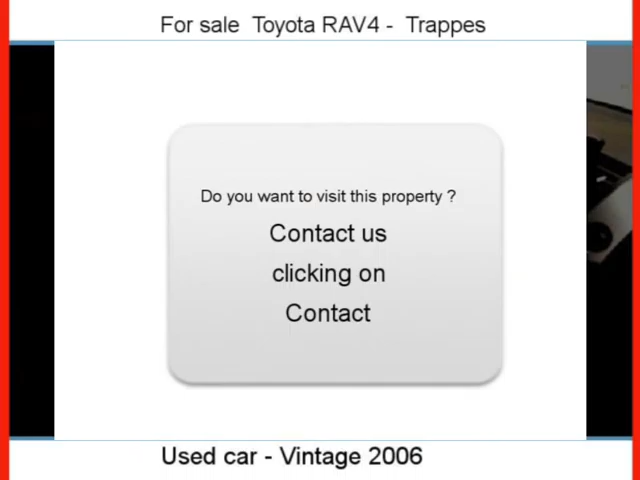 For sale Toyota RAV4 - Trappes
Do you want to visit this property ?
Contact us
clicking on
Contact
Used car - Vintage 2006